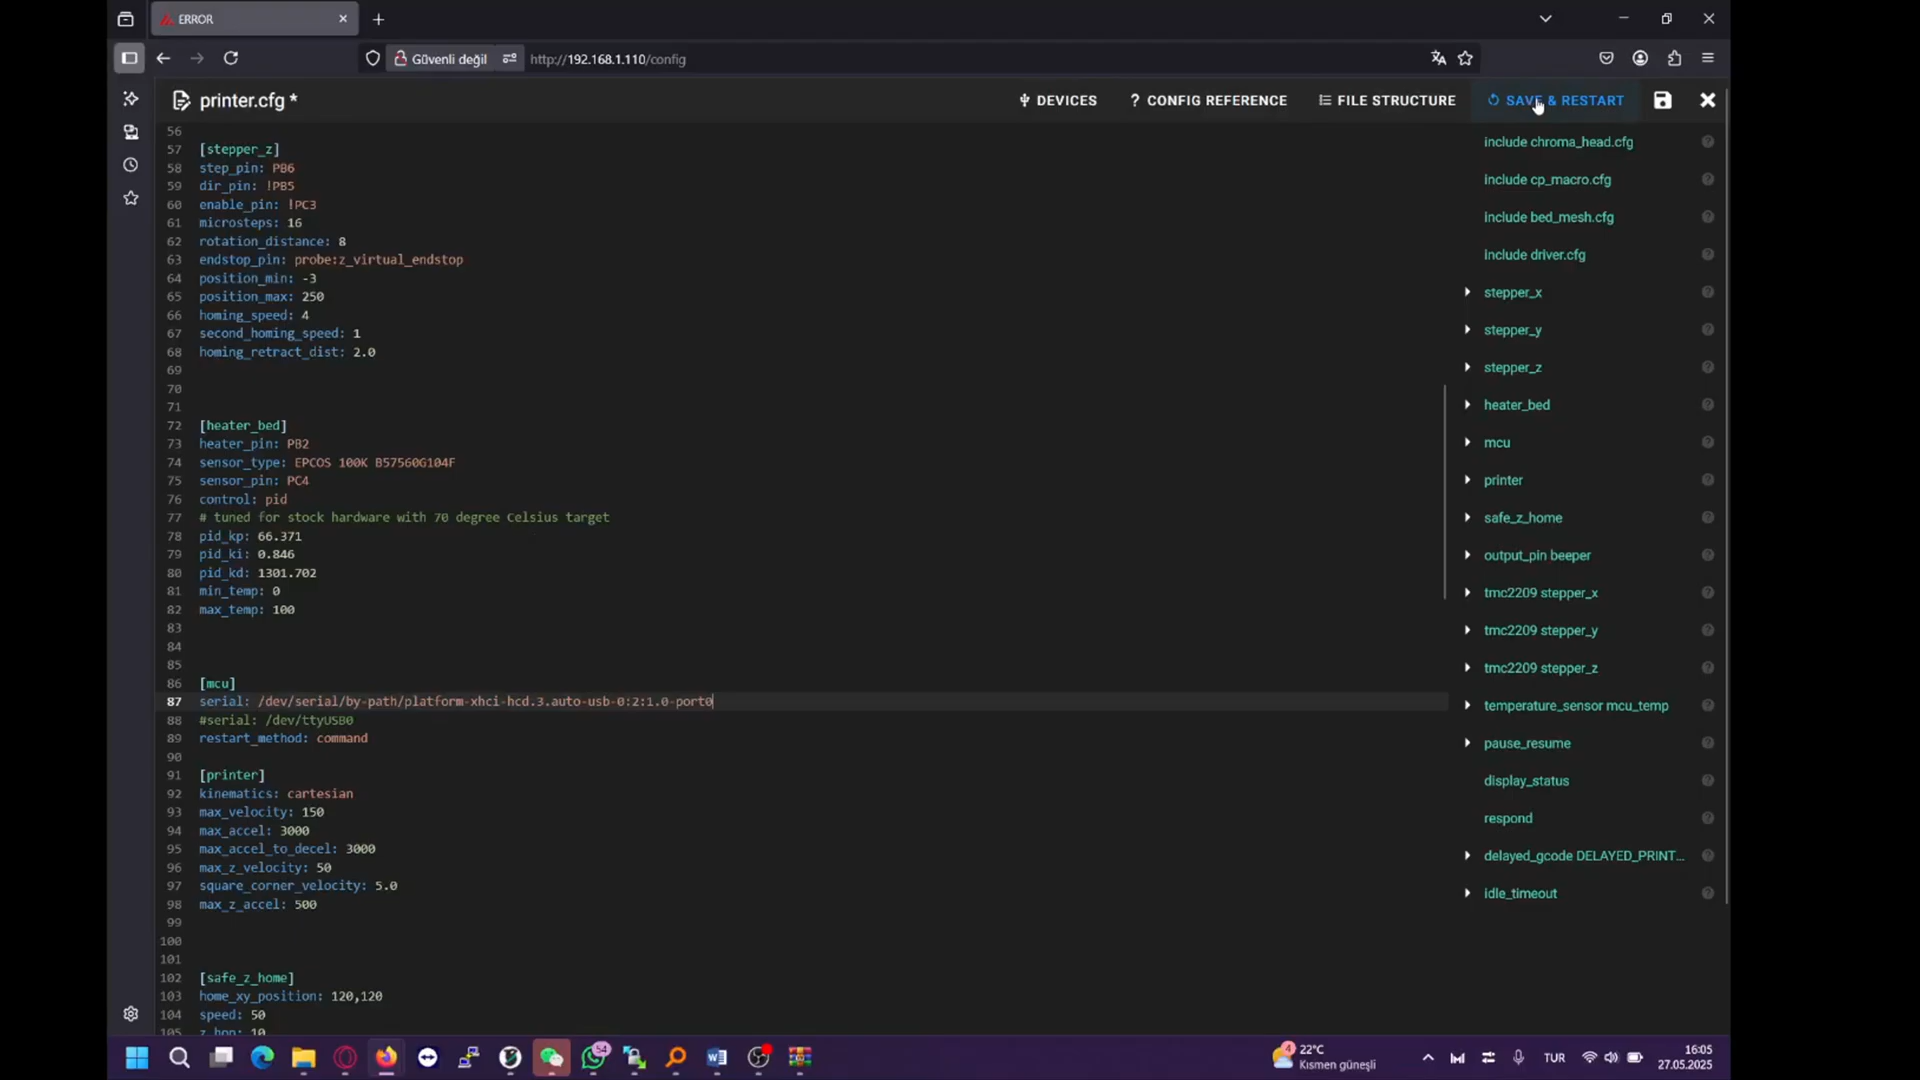 ERROR
Güvenli değil
http://192.168.1.110/config
printer.cfg *
DEVICES
? CONFIG REFERENCE
FILE STRUCTURE
SAVE & RESTART
56
57 [stepper_z]
58 step_pin: PB6
59 dir_pin: !PB5
60 enable_pin: !PC3
61 microsteps: 16
62 rotation_distance: 8
63 endstop_pin: probe:z_virtual_endstop
64 position_min: -3
65 position_max: 250
66 homing_speed: 4
67 second_homing_speed: 1
68 homing_retract_dist: 2.0
69
70
71
72 [heater_bed]
73 heater_pin: PB2
74 sensor_type: EPCOS 100K B57560G104F
75 sensor_pin: PC4
76 control: pid
77 # tuned for stock hardware with 70 degree Celsius target
78 pid_kp: 66.371
79 pid_ki: 0.846
80 pid_kd: 1301.702
81 min_temp: 0
82 max_temp: 100
83
84
85
86 [mcu]
87 serial: /dev/serial/by-path/platform-xhci-hcd.3.auto-usb-0:2:1.0-port0
88 #serial: /dev/ttyUSB0
89 restart_method: command
90
91 [printer]
92 kinematics: cartesian
93 max_velocity: 150
94 max_accel: 3000
95 max_accel_to_decel: 3000
96 max_z_velocity: 50
97 square_corner_velocity: 5.0
98 max_z_accel: 500
99
100
101
102 [safe_z_home]
103 home_xy_position: 120,120
104 speed: 50
105 z_hop: 10
include chroma_head.cfg
include cp_macro.cfg
include bed_mesh.cfg
include driver.cfg
stepper_x
stepper_y
stepper_z
heater_bed
mcu
printer
safe_z_home
output_pin beeper
tmc2209 stepper_x
tmc2209 stepper_y
tmc2209 stepper_z
temperature_sensor mcu_temp
pause_resume
display_status
respond
delayed_gcode DELAYED_PRINT...
idle_timeout
54
4
22°C
Kısmen güneşli
TUR
16:05
27.05.2025